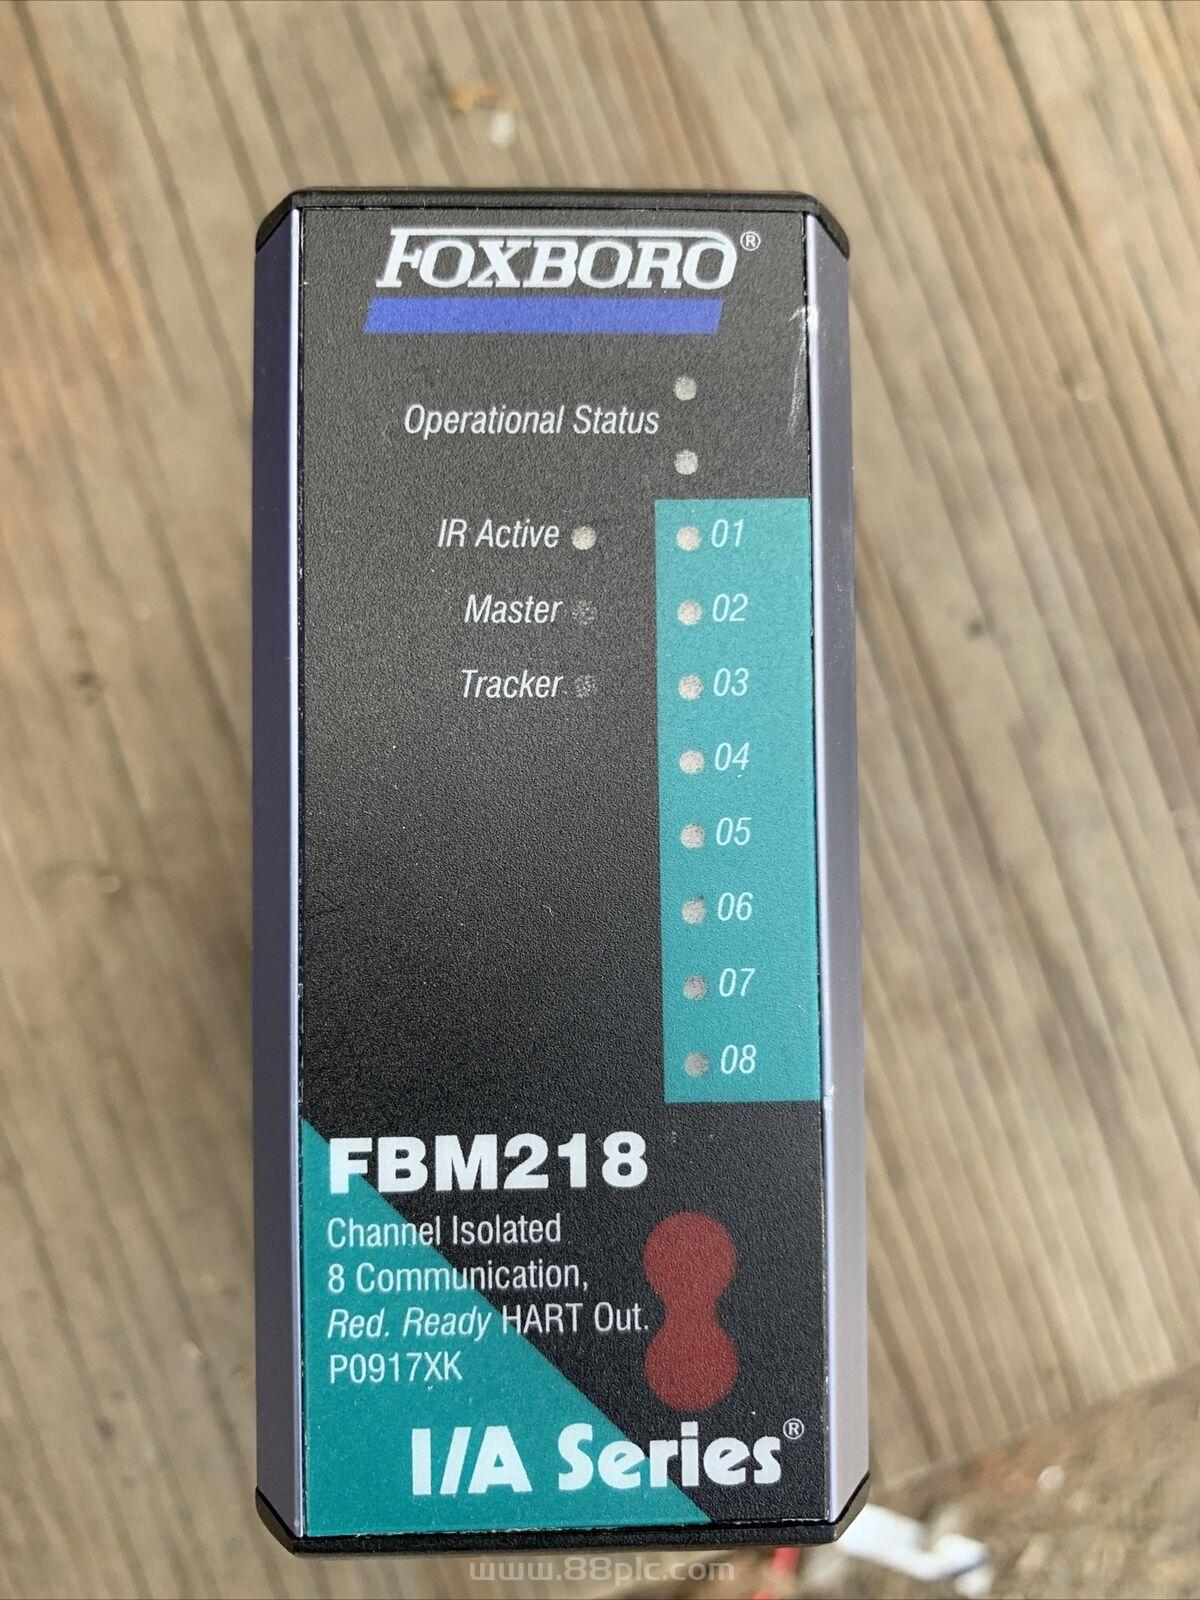 FOXBORO®
Operational Status
IR Active
Master
Tracker
01
02
03
04
05
06
07
08
FBM218
Channel Isolated
8 Communication,
Red. Ready HART Out.
P0917XK
I/A Series®
www.88plc.com